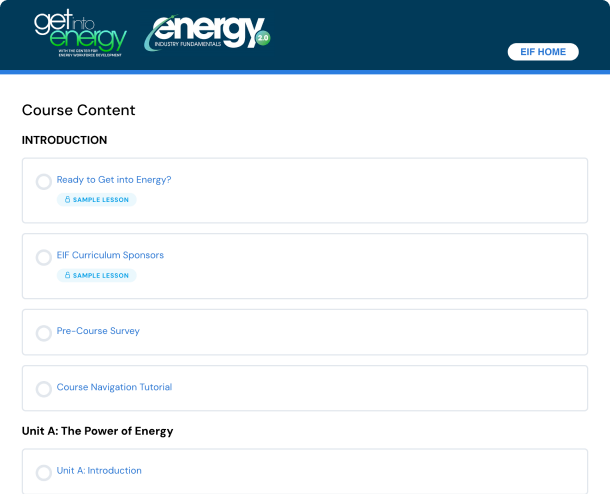 get into
energy
WITH THE CENTER FOR
ENERGY WORKFORCE DEVELOPMENT
energy 2.0
INDUSTRY FUNDAMENTALS
EIF HOME
Course Content
INTRODUCTION
Ready to Get into Energy?
SAMPLE LESSON
EIF Curriculum Sponsors
SAMPLE LESSON
Pre-Course Survey
Course Navigation Tutorial
Unit A: The Power of Energy
Unit A: Introduction